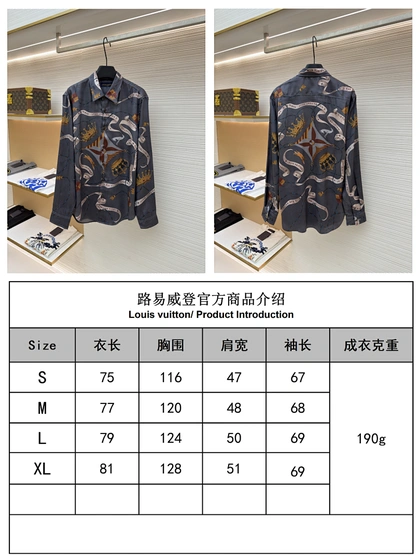 路易威登官方商品介绍
Louis vuitton/ Product Introduction
Size 衣长 胸围 肩宽 袖长 成衣克重
S 75 116 47 67
M 77 120 48 68
L 79 124 50 69
XL 81 128 51 69
190g